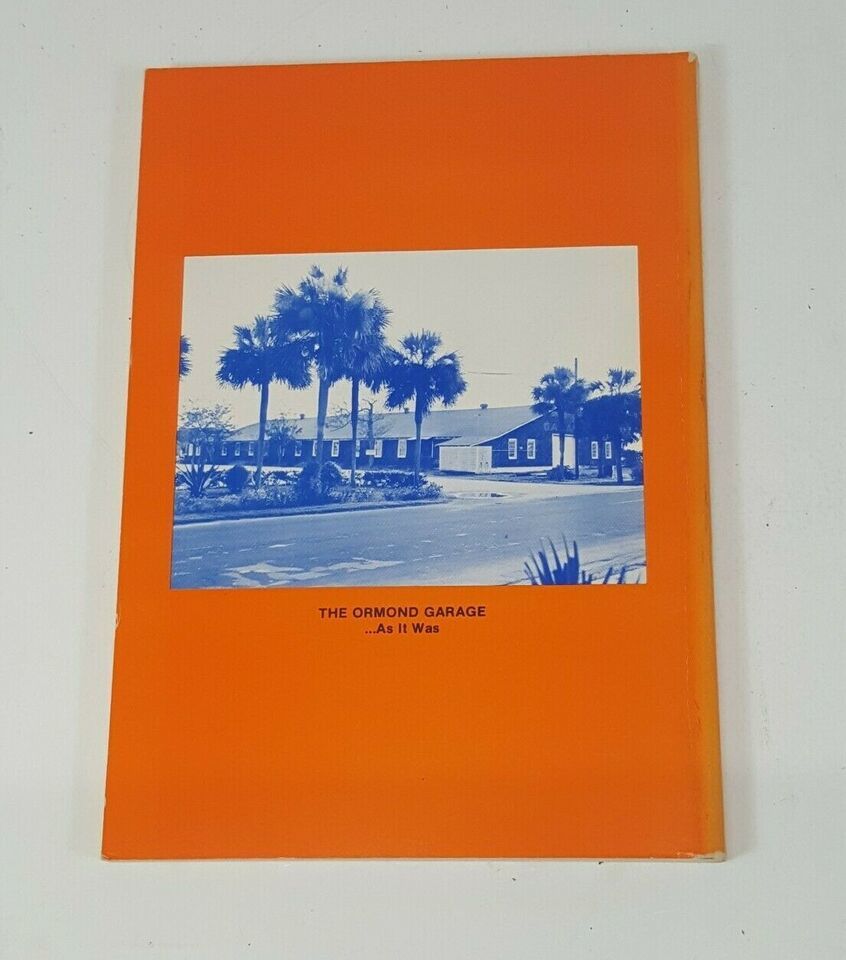 THE ORMOND GARAGE
...As It Was